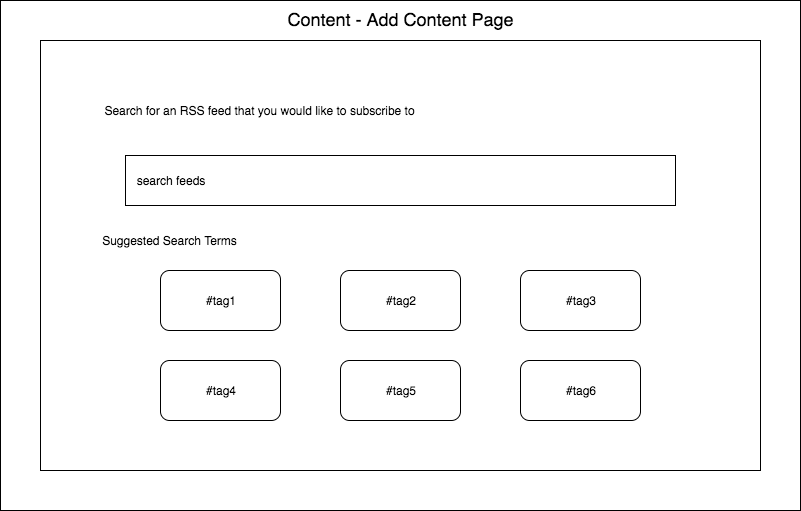 Content - Add Content Page
Search for an RSS feed that you would like to subscribe to
search feeds
Suggested Search Terms
#tag1
#tag2
#tag3
#tag4
#tag5
#tag6